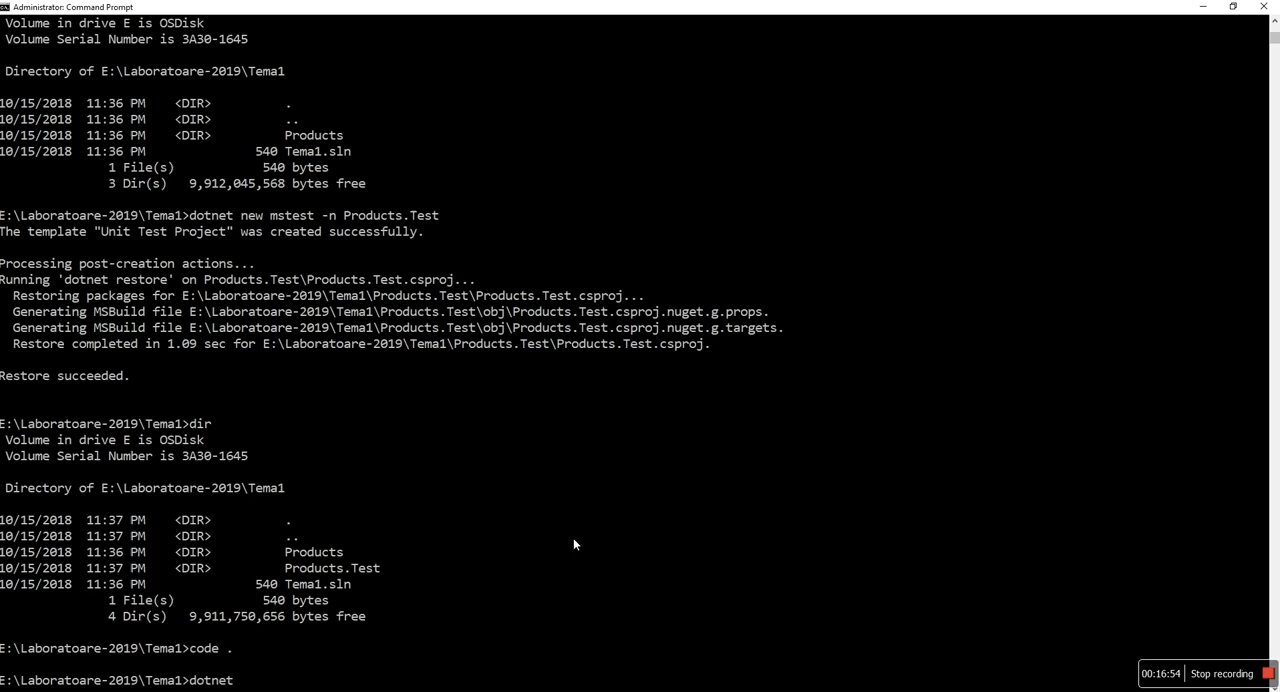 Administrator: Command Prompt
Volume in drive E is OSDisk
Volume Serial Number is 3A30-1645
Directory of E:\Laboratoare-2019\Tema1
10/15/2018  11:36 PM    <DIR>          .
10/15/2018  11:36 PM    <DIR>          ..
10/15/2018  11:36 PM    <DIR>          Products
10/15/2018  11:36 PM               540 Tema1.sln
1 File(s)            540 bytes
3 Dir(s)   9,912,045,568 bytes free
E:\Laboratoare-2019\Tema1>dotnet new mstest -n Products.Test
The template "Unit Test Project" was created successfully.
Processing post-creation actions...
Running 'dotnet restore' on Products.Test\Products.Test.csproj...
Restoring packages for E:\Laboratoare-2019\Tema1\Products.Test\Products.Test.csproj...
Generating MSBuild file E:\Laboratoare-2019\Tema1\Products.Test\obj\Products.Test.csproj.nuget.g.props.
Generating MSBuild file E:\Laboratoare-2019\Tema1\Products.Test\obj\Products.Test.csproj.nuget.g.targets.
Restore completed in 1.09 sec for E:\Laboratoare-2019\Tema1\Products.Test\Products.Test.csproj.
Restore succeeded.
E:\Laboratoare-2019\Tema1>dir
Volume in drive E is OSDisk
Volume Serial Number is 3A30-1645
Directory of E:\Laboratoare-2019\Tema1
10/15/2018  11:37 PM    <DIR>          .
10/15/2018  11:37 PM    <DIR>          ..
10/15/2018  11:36 PM    <DIR>          Products
10/15/2018  11:37 PM    <DIR>          Products.Test
10/15/2018  11:36 PM               540 Tema1.sln
1 File(s)            540 bytes
4 Dir(s)   9,911,750,656 bytes free
E:\Laboratoare-2019\Tema1>code .
E:\Laboratoare-2019\Tema1>dotnet
00:16:54 Stop recording